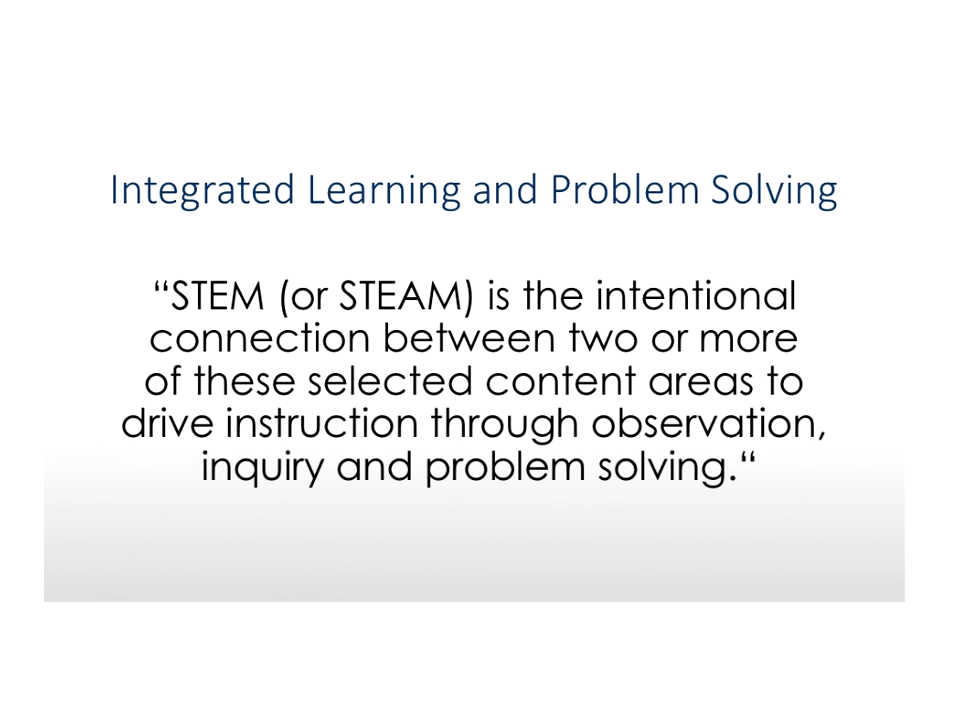 Integrated Learning and Problem Solving
“STEM (or STEAM) is the intentional
connection between two or more
of these selected content areas to
drive instruction through observation,
inquiry and problem solving.“